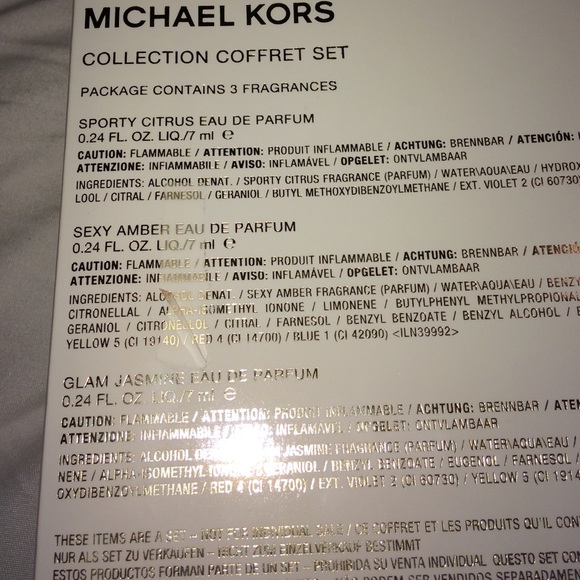 MICHAEL KORS
COLLECTION COFFRET SET
PACKAGE CONTAINS 3 FRAGRANCES
SPORTY CITRUS EAU DE PARFUM
0.24 FL. OZ. LIQ./7 ml ℮
CAUTION: FLAMMABLE / ATTENTION: PRODUIT INFLAMMABLE / ACHTUNG: BRENNBAR / ATENCIÓN:
ATTENZIONE: INFIAMMABILE / AVISO: INFLAMÁVEL / OPGELET: ONTVLAMBAAR
INGREDIENTS: ALCOHOL DENAT. / SPORTY CITRUS FRAGRANCE (PARFUM) / WATER\AQUA\EAU / HYDROX
LOOL / CITRAL / FARNESOL / GERANIOL / BUTYL METHOXYDIBENZOYLMETHANE / EXT. VIOLET 2 (CI 60730)
SEXY AMBER EAU DE PARFUM
0.24 FL. OZ. LIQ./7 ml ℮
CAUTION: FLAMMABLE / ATTENTION: PRODUIT INFLAMMABLE / ACHTUNG: BRENNBAR / ATENCIÓ
ATTENZIONE: INFIAMMABILE / AVISO: INFLAMÁVEL / OPGELET: ONTVLAMBAAR
INGREDIENTS: ALCOHOL DENAT. / SEXY AMBER FRAGRANCE (PARFUM) / WATER\AQUA\EAU / BENZY
CITRONELLAL / ALPHA-ISOMETHYL IONONE / LIMONENE / BUTYLPHENYL METHYLPROPIONAL
GERANIOL / CITRONELLOL / CITRAL / FARNESOL / BENZYL BENZOATE / BENZYL ALCOHOL / E
YELLOW 5 (CI 19140) / RED 4 (CI 14700) / BLUE 1 (CI 42090) <ILN39992>
GLAM JASMINE EAU DE PARFUM
0.24 FL. OZ. LIQ./7 ml ℮
CAUTION: FLAMMABLE / ATTENTION: PRODUIT INFLAMMABLE / ACHTUNG: BRENNBAR / ATEN
ATTENZIONE: INFIAMMABILE / AVISO: INFLAMÁVEL / OPGELET: ONTVLAMBAAR
INGREDIENTS: ALCOHOL JASMINE FRAGRANCE (PARFUM) / WATER\AQUA\EAU /
NENE / ALPHA-ISOMETHYL IONONE / GERANIOL / BENZYL BENZOATE / EUGENOL / FARNESOL /
OXYDIBENZOYLMETHANE / RED 4 (CI 14700) / EXT. VIOLET 2 (CI 60730) / YELLOW 5 (CI 1914
THESE ITEMS ARE A SET – NOT FOR INDIVIDUAL SALE / CE COFFRET ET LES PRODUITS QU'IL CONT
NUR ALS SET ZU VERKAUFEN – NICHT ZUM EINZELVERKAUF BESTIMMT
ESTOS PRODUCTOS FORMAN PARTE DE UN SET – PROHIBIDO SU VENTA INDIVIDUAL QUESTO SET CON
VENDIDOS SEPARADAMEN